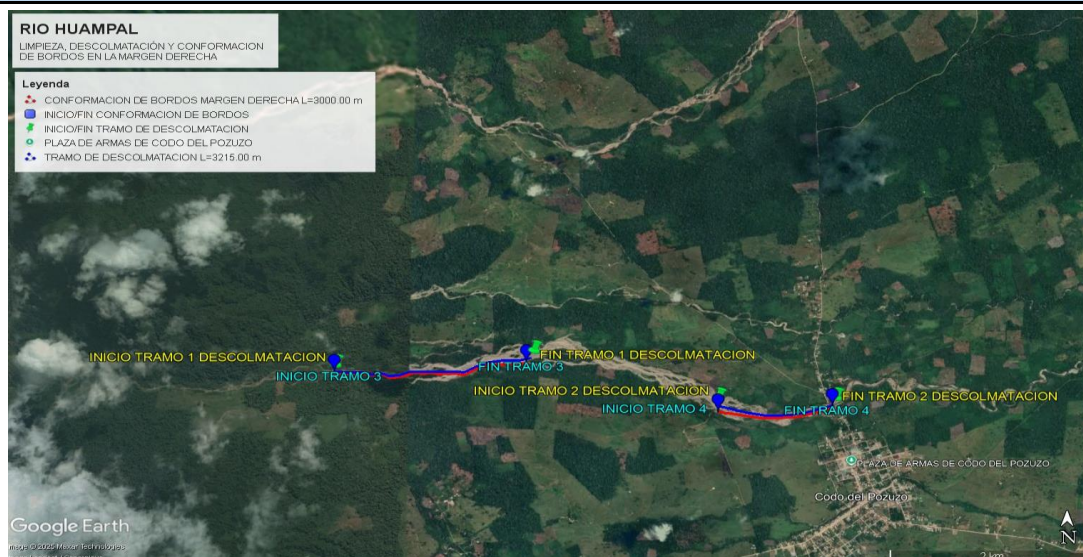 RIO HUAMPAL
LIMPIEZA, DESCOLMATACIÓN Y CONFORMACION
DE BORDOS EN LA MARGEN DERECHA
Leyenda
CONFORMACION DE BORDOS MARGEN DERECHA L=3000.00 m
INICIO/FIN CONFORMACION DE BORDOS
INICIO/FIN TRAMO DE DESCOLMATACION
PLAZA DE ARMAS DE CODO DEL POZUZO
TRAMO DE DESCOLMATACION L=3215.00 m
INICIO TRAMO 1 DESCOLMATACION
FIN TRAMO 1 DESCOLMATACION
INICIO TRAMO 3
FIN TRAMO 3
INICIO TRAMO 2 DESCOLMATACION
FIN TRAMO 2 DESCOLMATACION
INICIO TRAMO 4
FIN TRAMO 4
PLAZA DE ARMAS DE CODO DEL POZUZO
Codo del Pozuzo
Google Earth
Image © 2025 Maxar Technologies
N
2 km